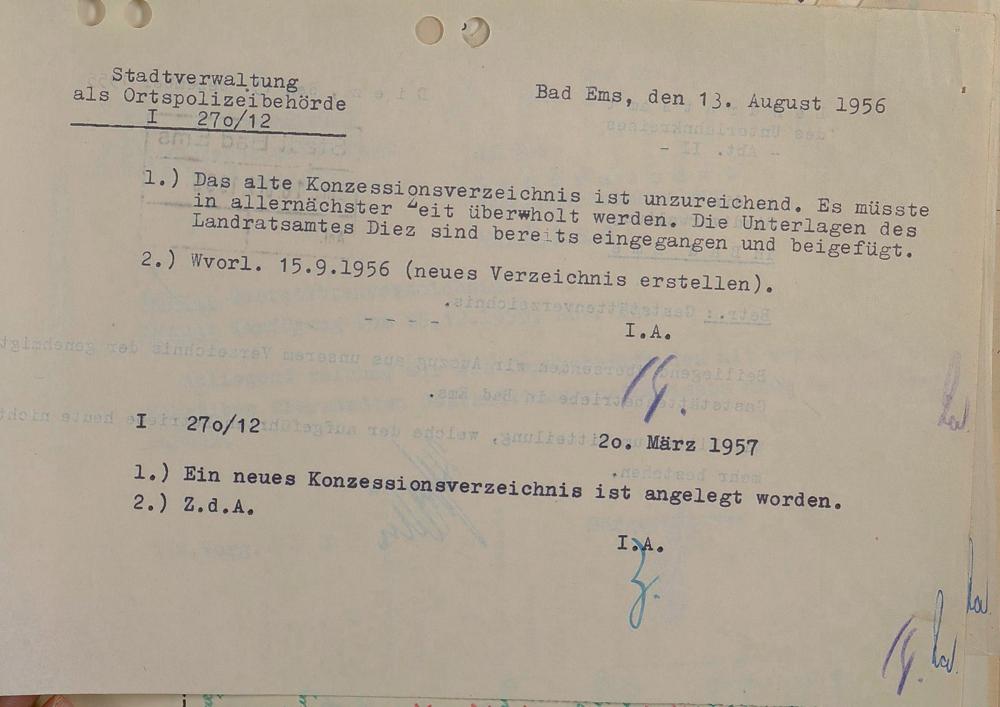 Stadtverwaltung
als Ortspolizeibehörde
I 27o/12
Bad Ems, den 13. August 1956
1.) Das alte Konzessionsverzeichnis ist unzureichend. Es müsste
in allernächster Zeit überwholt werden. Die Unterlagen des
Landratsamtes Diez sind bereits eingegangen und beigefügt.
2.) Wvorl. 15.9.1956 (neues Verzeichnis erstellen).
- - - -
I.A.
I 27o/12
2o. März 1957
1.) Ein neues Konzessionsverzeichnis ist angelegt worden.
2.) Z.d.A.
I.A.